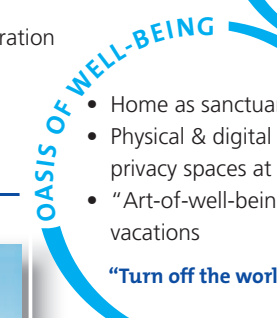 ration
OASIS OF WELL-BEING
• Home as sanctuar
• Physical & digital
privacy spaces at
• “Art-of-well-bein
vacations
“Turn off the worl